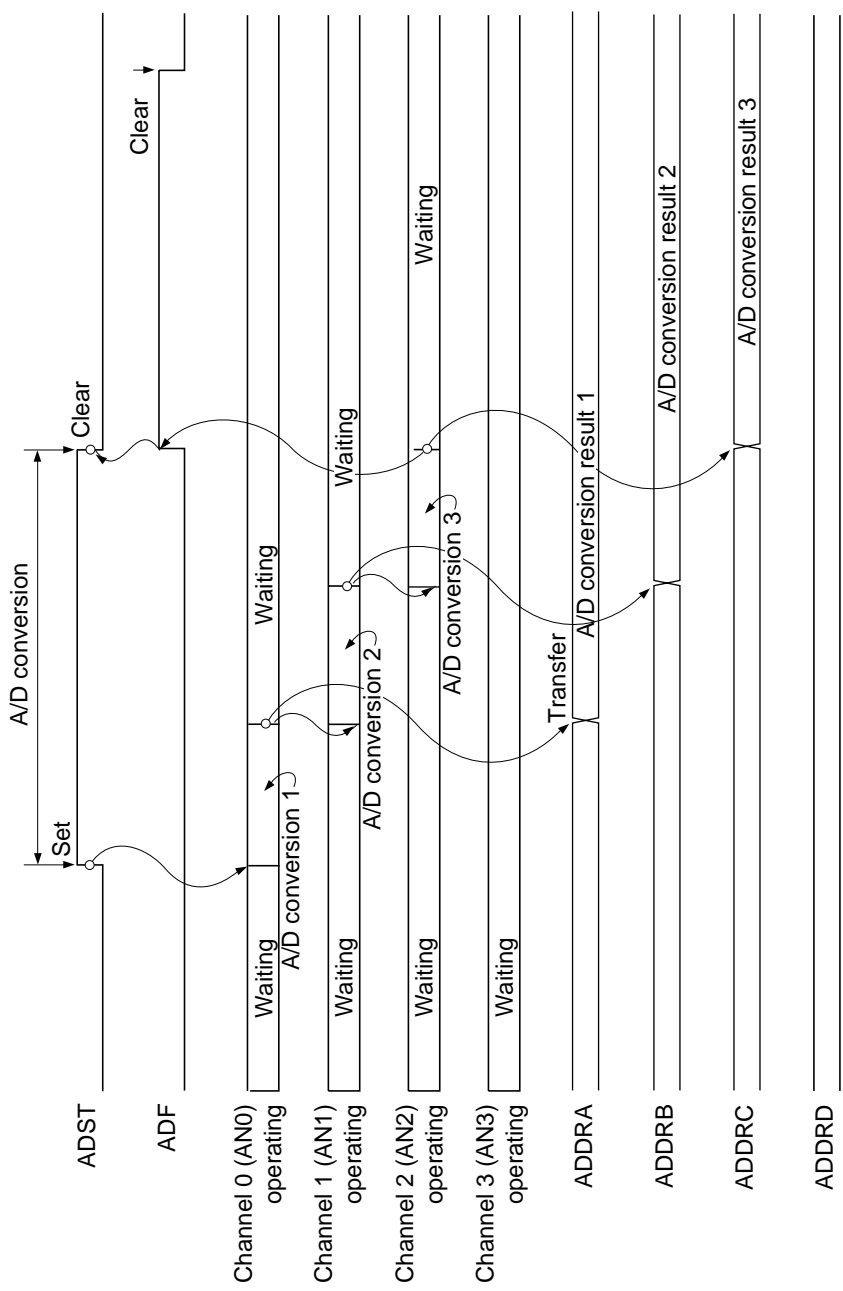 A/D conversion
Set
Clear
ADST
Clear
ADF
Channel 0 (AN0)
operating
Waiting
A/D conversion 1
Waiting
Channel 1 (AN1)
operating
Waiting
A/D conversion 2
Waiting
Channel 2 (AN2)
operating
Waiting
A/D conversion 3
Waiting
Channel 3 (AN3)
operating
Waiting
Transfer
ADDRA
A/D conversion result 1
ADDRB
A/D conversion result 2
ADDRC
A/D conversion result 3
ADDRD